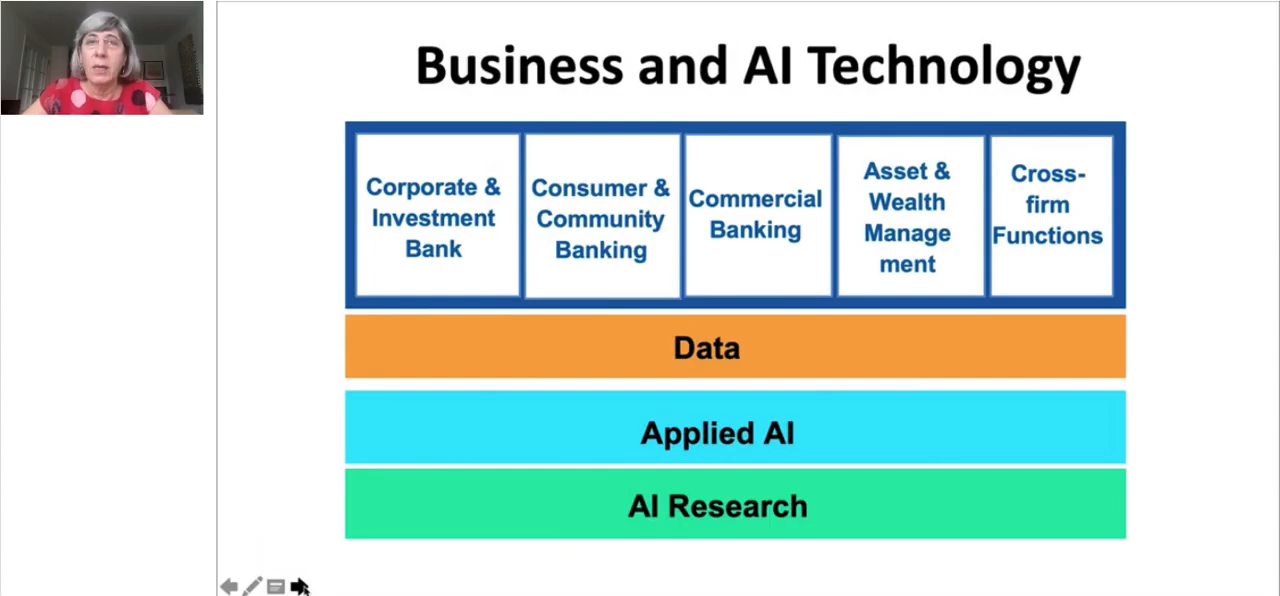 Business and AI Technology
Corporate &
Investment
Bank
Consumer &
Community
Banking
Commercial
Banking
Asset &
Wealth
Manage
ment
Cross-
firm
Functions
Data
Applied AI
AI Research